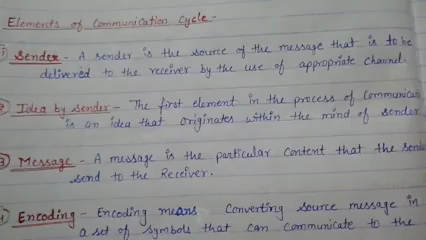 Elements of Communication Cycle -
① Sender - A sender is the source of the message that is to be
delivered to the receiver by the use of appropriate channel.
② Idea by Sender - The first element in the process of Communicat
is an idea that originates within the mind of sender
③ Message - A message is the particular content that the sende
send to the Receiver.
4 Encoding - Encoding means Converting source message in
a set of symbols that can communicate to the